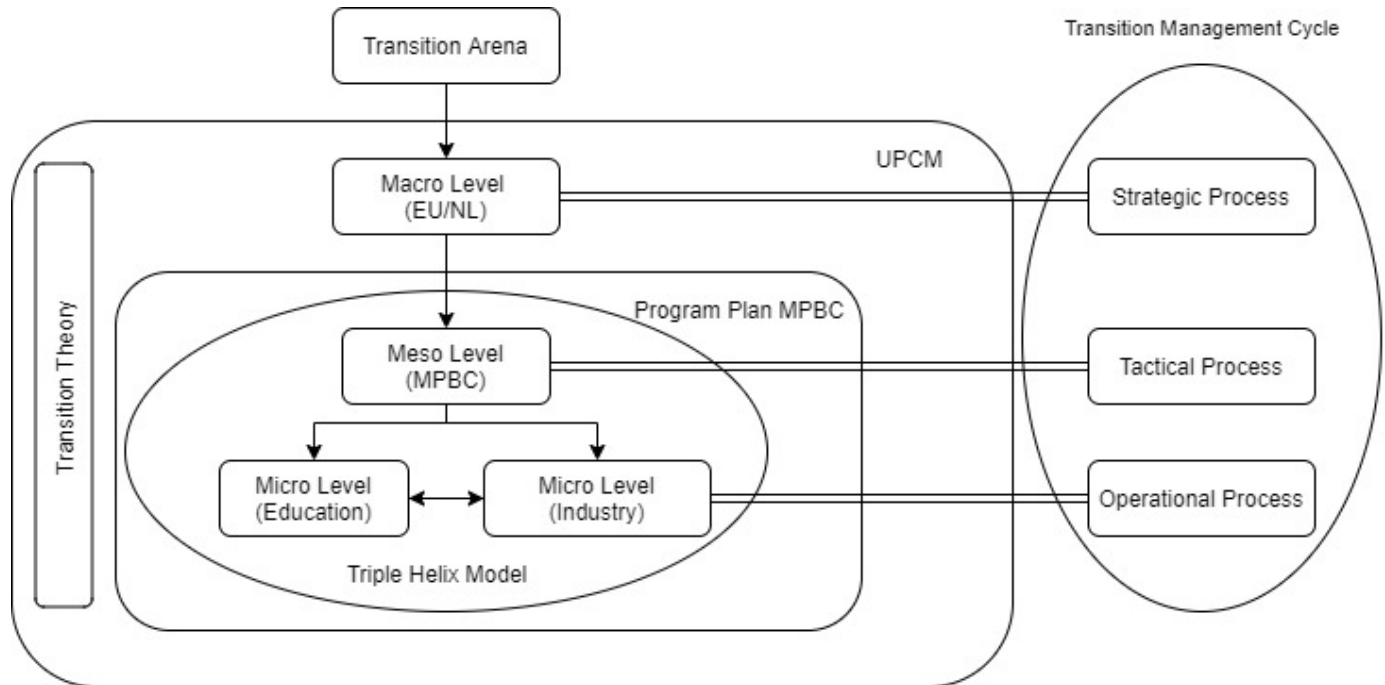 Transition Management Cycle
Transition Arena
UPCM
Macro Level
(EU/NL)
Strategic Process
Transition Theory
Program Plan MPBC
Meso Level
(MPBC)
Tactical Process
Micro Level
(Education)
Micro Level
(Industry)
Operational Process
Triple Helix Model